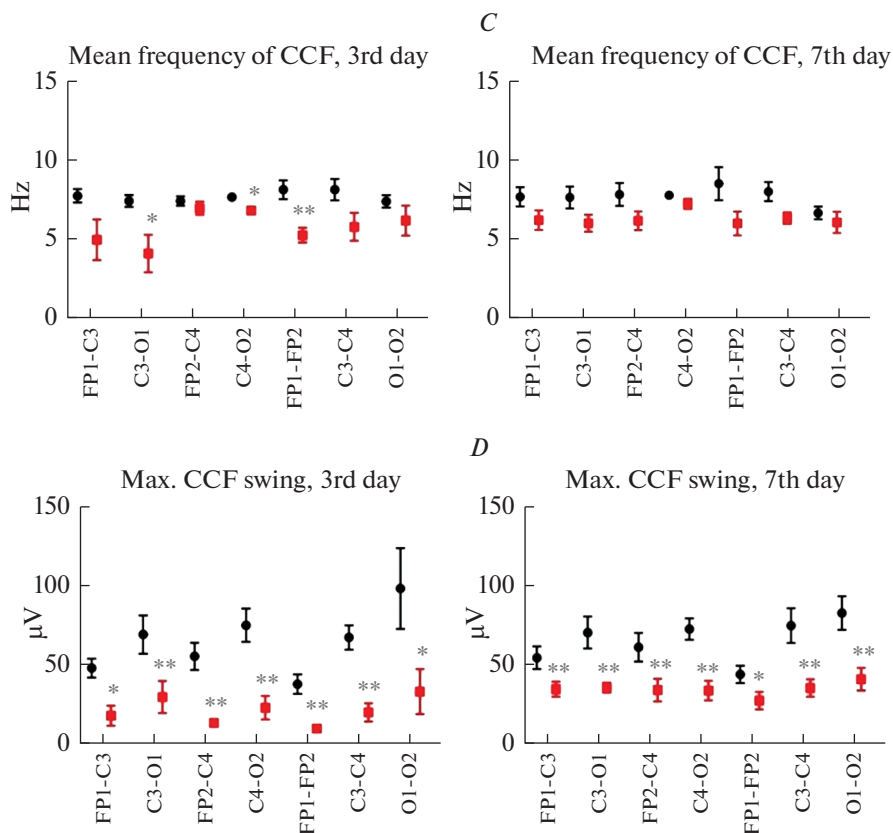 C
Mean frequency of CCF, 3rd day
Mean frequency of CCF, 7th day
15
10
5
0
Hz
*
*
**
FP1-C3
C3-O1
FP2-C4
C4-O2
FP1-FP2
C3-C4
O1-O2
15
10
5
0
FP1-C3
C3-O1
FP2-C4
C4-O2
FP1-FP2
C3-C4
O1-O2
D
Max. CCF swing, 3rd day
Max. CCF swing, 7th day
150
100
50
0
μV
*
**
**
**
**
**
*
FP1-C3
C3-O1
FP2-C4
C4-O2
FP1-FP2
C3-C4
O1-O2
150
100
50
0
μV
**
**
**
**
*
**
**
FP1-C3
C3-O1
FP2-C4
C4-O2
FP1-FP2
C3-C4
O1-O2